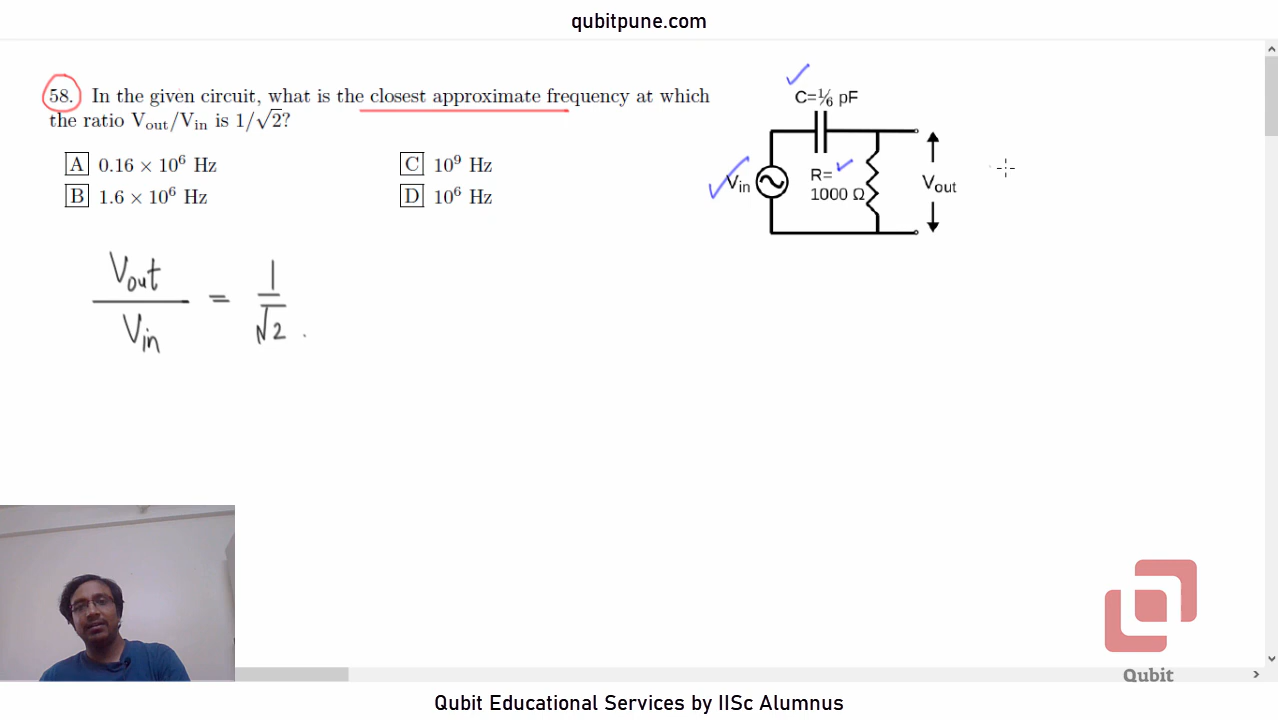 qubitpune.com
58. In the given circuit, what is the closest approximate frequency at which
the ratio Vout/Vin is 1/√2?
A 0.16 × 10⁶ Hz
B 1.6 × 10⁶ Hz
C 10⁹ Hz
D 10⁶ Hz
C=⅙ pF
Vin
R=
1000 Ω
Vout
Vout / Vin = 1 / √2 .
Qubit
Qubit Educational Services by IISc Alumnus